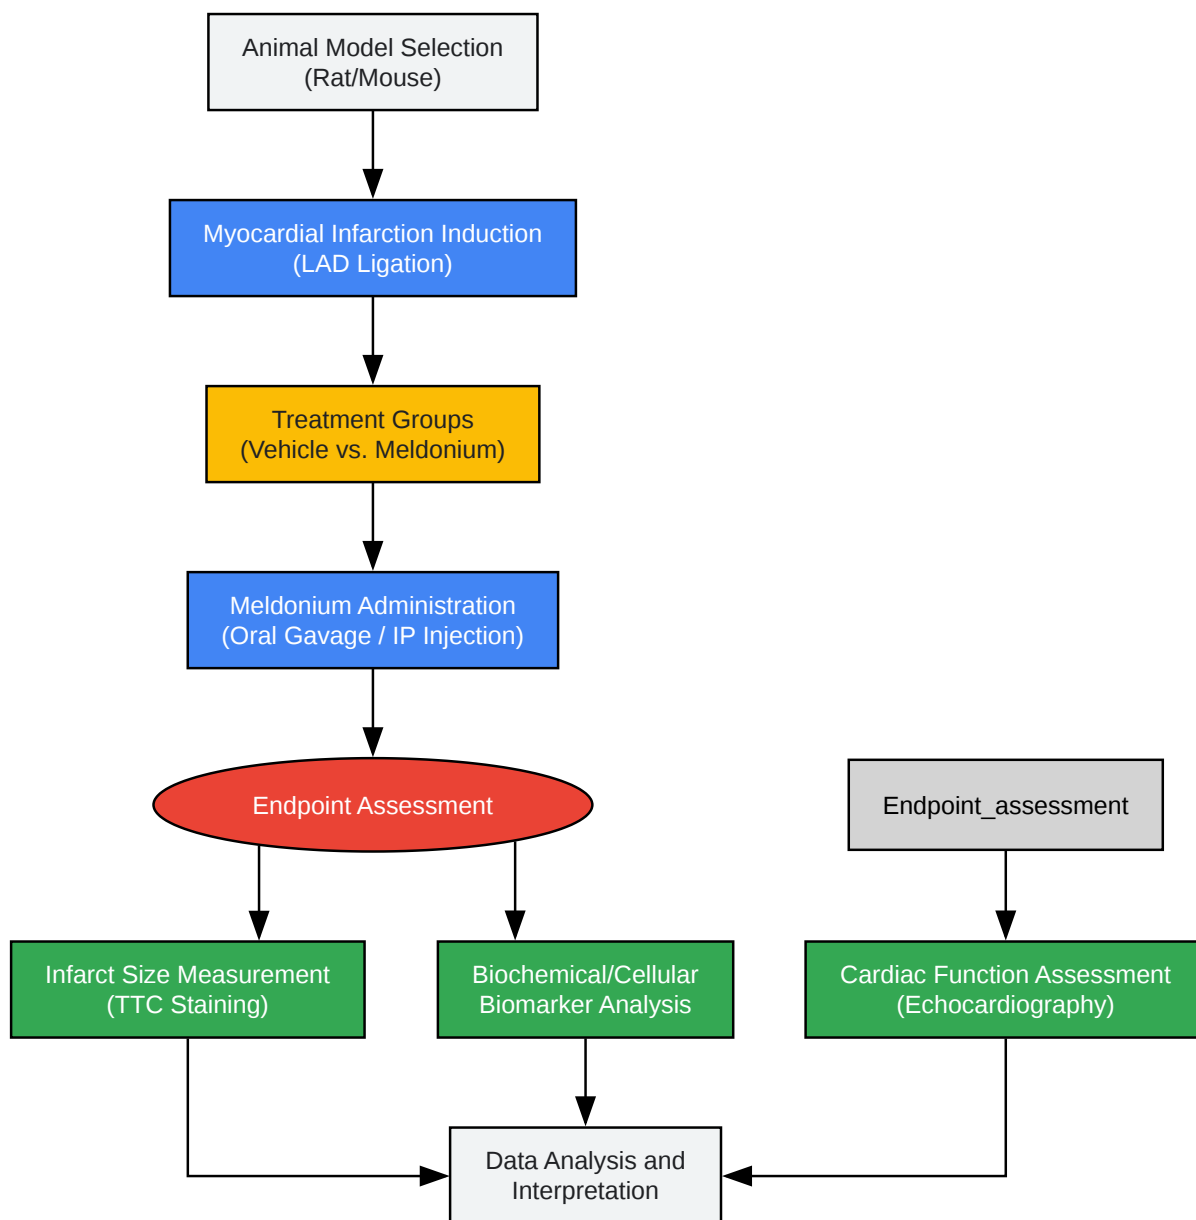 Animal Model Selection
(Rat/Mouse)
Myocardial Infarction Induction
(LAD Ligation)
Treatment Groups
(Vehicle vs. Meldonium)
Meldonium Administration
(Oral Gavage / IP Injection)
Endpoint Assessment
Endpoint_assessment
Infarct Size Measurement
(TTC Staining)
Biochemical/Cellular
Biomarker Analysis
Cardiac Function Assessment
(Echocardiography)
Data Analysis and
Interpretation